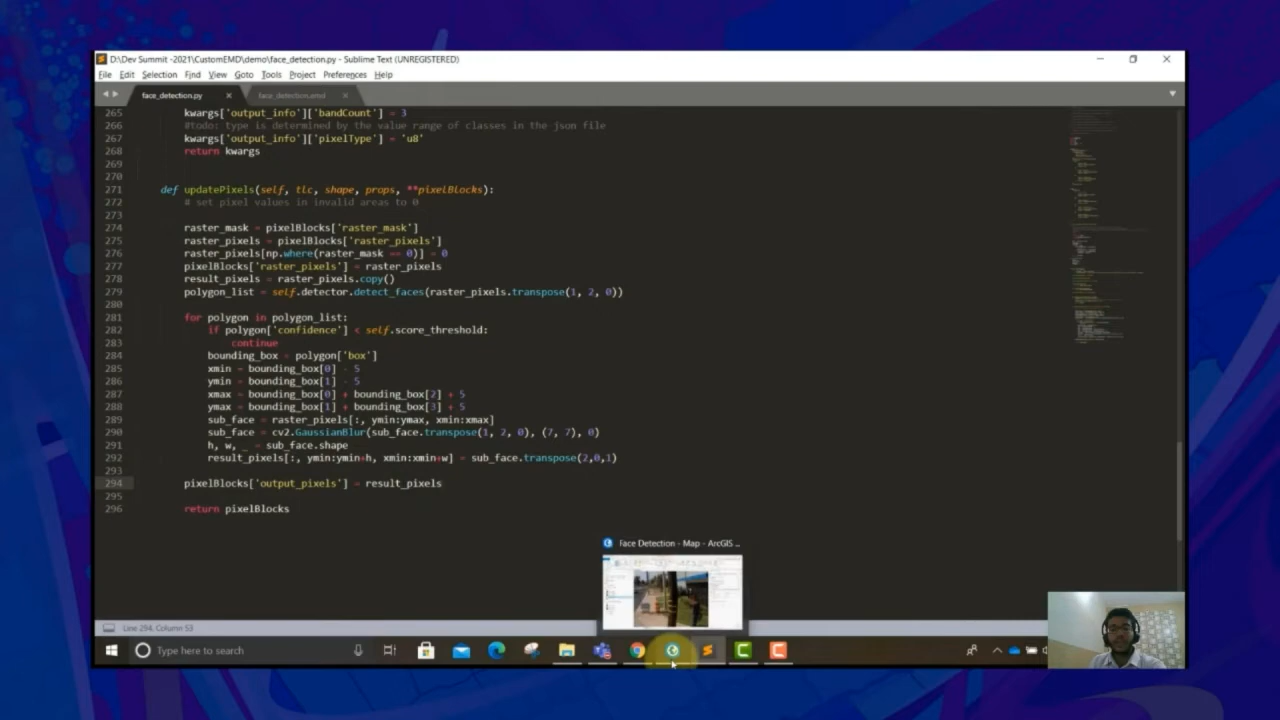 D:\Dev Summit -2021\CustomEMD\demo\face_detection.py - Sublime Text (UNREGISTERED)
File Edit Selection Find View Goto Tools Project Preferences Help
face_detection.py face_detection.emd
265 kwargs['output_info']['bandCount'] = 3
266 #todo: type is determined by the value range of classes in the json file
267 kwargs['output_info']['pixelType'] = 'u8'
268 return kwargs
269
270
271 def updatePixels(self, tlc, shape, props, **pixelBlocks):
272 # set pixel values in invalid areas to 0
273
274 raster_mask = pixelBlocks['raster_mask']
275 raster_pixels = pixelBlocks['raster_pixels']
276 raster_pixels[np.where(raster_mask == 0)] = 0
277 pixelBlocks['raster_pixels'] = raster_pixels
278 result_pixels = raster_pixels.copy()
279 polygon_list = self.detector.detect_faces(raster_pixels.transpose(1, 2, 0))
280
281 for polygon in polygon_list:
282 if polygon['confidence'] < self.score_threshold:
283 continue
284 bounding_box = polygon['box']
285 xmin = bounding_box[0] - 5
286 ymin = bounding_box[1] - 5
287 xmax = bounding_box[0] + bounding_box[2] + 5
288 ymax = bounding_box[1] + bounding_box[3] + 5
289 sub_face = raster_pixels[:, ymin:ymax, xmin:xmax]
290 sub_face = cv2.GaussianBlur(sub_face.transpose(1, 2, 0), (7, 7), 0)
291 h, w, _ = sub_face.shape
292 result_pixels[:, ymin:ymin+h, xmin:xmin+w] = sub_face.transpose(2,0,1)
293
294 pixelBlocks['output_pixels'] = result_pixels
295
296 return pixelBlocks
Face Detection - Map - ArcGIS ...
Line 294, Column 53
Type here to search